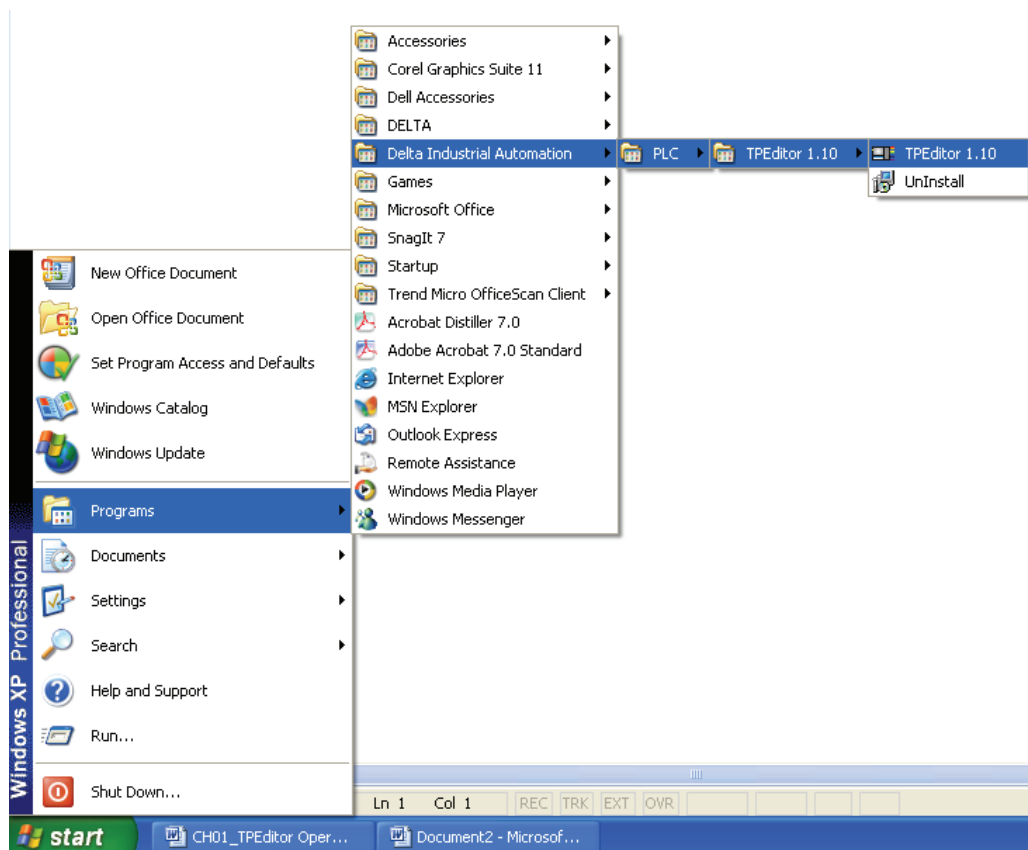 Accessories
Corel Graphics Suite 11
Dell Accessories
DELTA
Delta Industrial Automation
PLC
TPEditor 1.10
TPEditor 1.10
Games
UnInstall
Microsoft Office
SnagIt 7
Startup
Trend Micro OfficeScan Client
Acrobat Distiller 7.0
Adobe Acrobat 7.0 Standard
Internet Explorer
MSN Explorer
Outlook Express
Remote Assistance
Windows Media Player
Windows Messenger
New Office Document
Open Office Document
Set Program Access and Defaults
Windows Catalog
Windows Update
Programs
Documents
Settings
Search
Help and Support
Run...
Shut Down...
Windows XP Professional
Ln 1 Col 1 REC TRK EXT OVR
start
CH01_TPEditor Oper...
Document2 - Microsof...